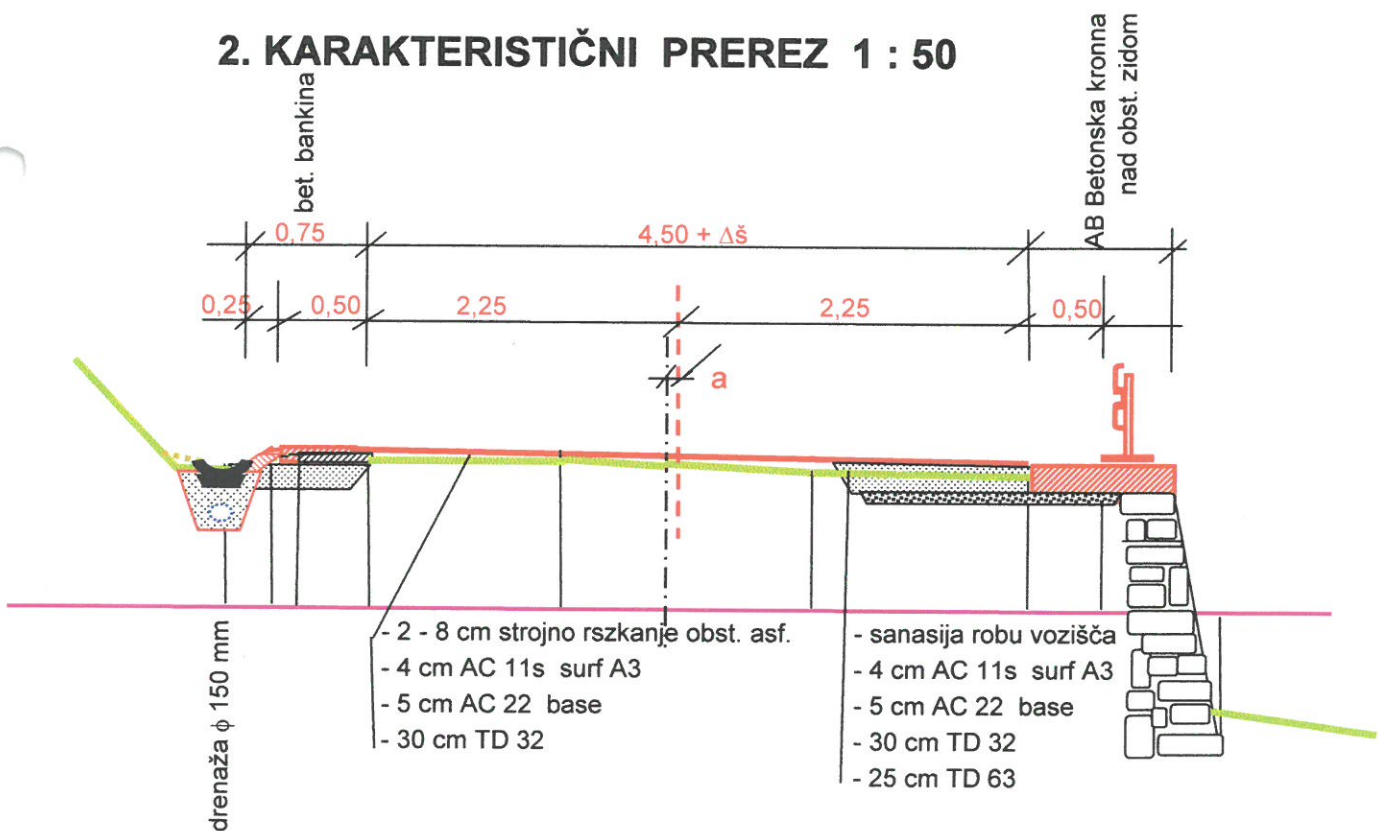 2. KARAKTERISTIČNI PREREZ 1 : 50
bet. bankina
AB Betonska kronna
nad obst. zidom
0,75
4,50 + Δš
0,25
0,50
2,25
2,25
0,50
a
drenaža ϕ 150 mm
- 2 - 8 cm strojno rszkanje obst. asf.
- 4 cm AC 11s surf A3
- 5 cm AC 22 base
- 30 cm TD 32
- sanasija robu vozišča
- 4 cm AC 11s surf A3
- 5 cm AC 22 base
- 30 cm TD 32
- 25 cm TD 63